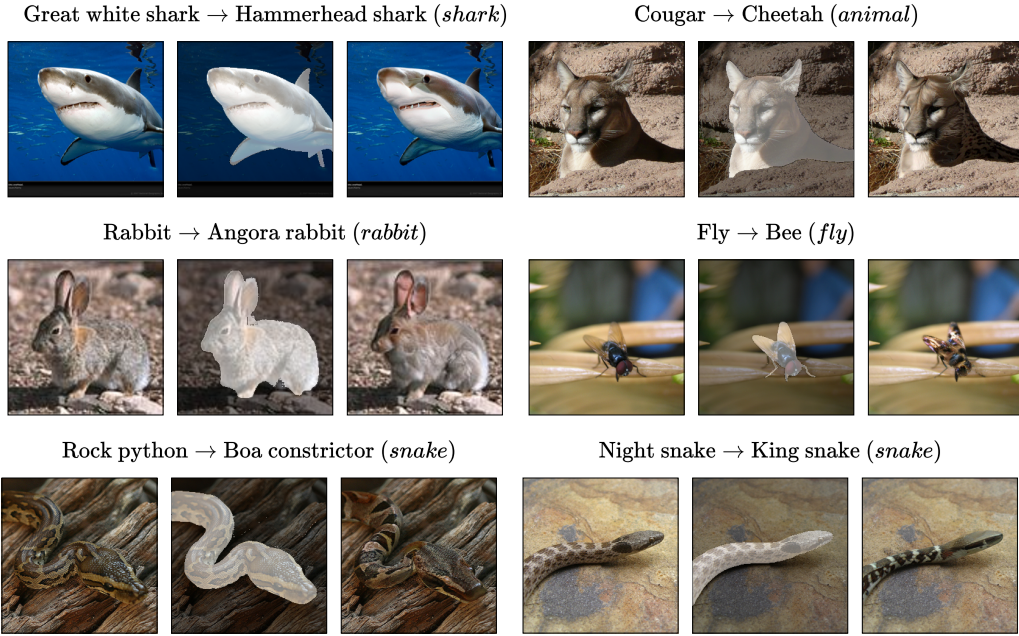 Great white shark → Hammerhead shark (shark)
Cougar → Cheetah (animal)
Rabbit → Angora rabbit (rabbit)
Fly → Bee (fly)
Rock python → Boa constrictor (snake)
Night snake → King snake (snake)